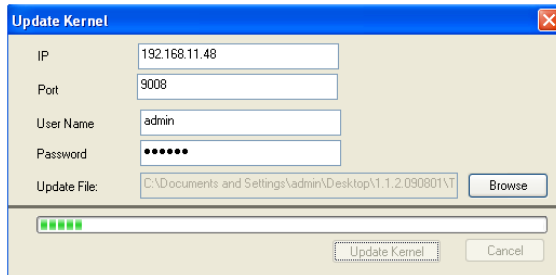 Update Kernel
IP 192.168.11.48
Port 9008
User Name admin
Password ●●●●●●
Update File: C:\Documents and Settings\admin\Desktop\1.1.2.090801\T Browse
Update Kernel Cancel